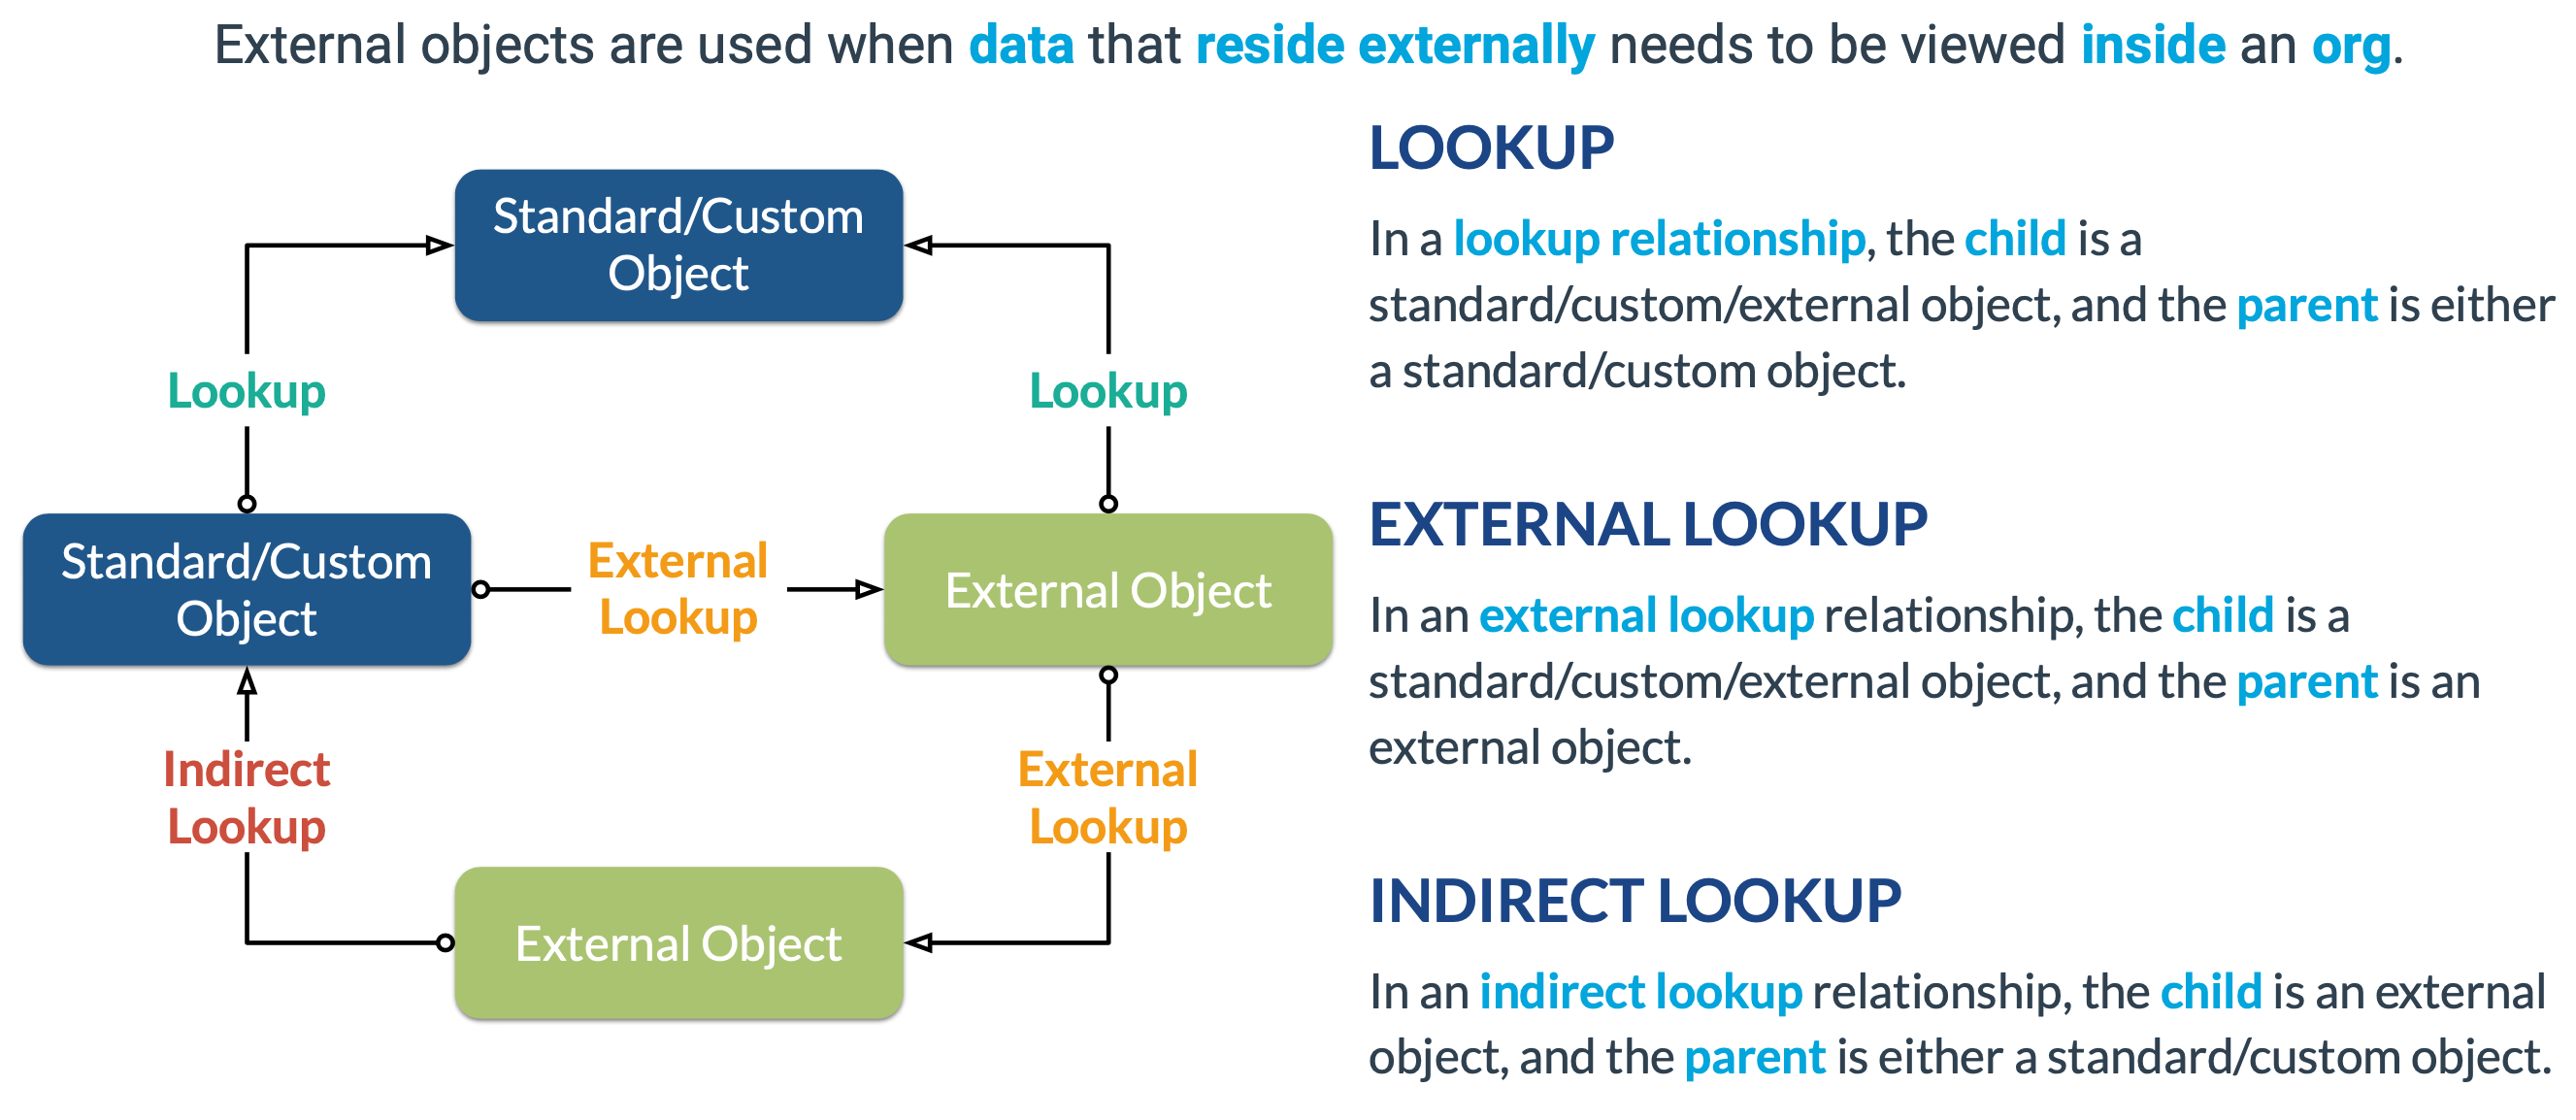 External objects are used when data that reside externally needs to be viewed inside an org.
Standard/Custom
Object
Lookup
Lookup
Standard/Custom
Object
External
Lookup
External Object
Indirect
Lookup
External
Lookup
External Object
LOOKUP
In a lookup relationship, the child is a
standard/custom/external object, and the parent is either
a standard/custom object.
EXTERNAL LOOKUP
In an external lookup relationship, the child is a
standard/custom/external object, and the parent is an
external object.
INDIRECT LOOKUP
In an indirect lookup relationship, the child is an external
object, and the parent is either a standard/custom object.